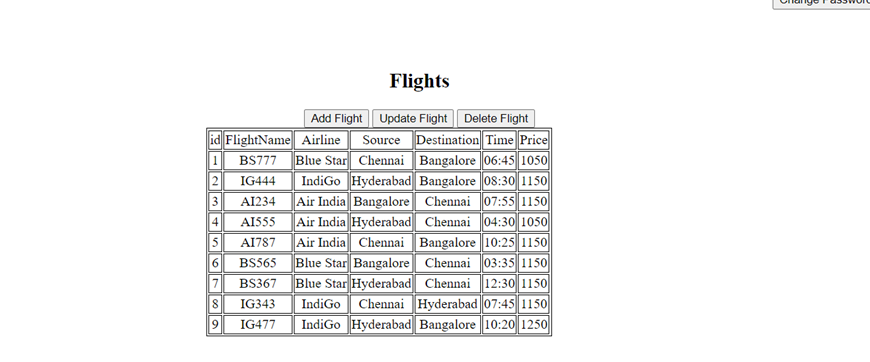 Change Password
Flights
Add Flight Update Flight Delete Flight
id FlightName Airline Source Destination Time Price
1 BS777 Blue Star Chennai Bangalore 06:45 1050
2 IG444 IndiGo Hyderabad Bangalore 08:30 1150
3 AI234 Air India Bangalore Chennai 07:55 1150
4 AI555 Air India Hyderabad Chennai 04:30 1050
5 AI787 Air India Chennai Bangalore 10:25 1150
6 BS565 Blue Star Bangalore Chennai 03:35 1150
7 BS367 Blue Star Hyderabad Chennai 12:30 1150
8 IG343 IndiGo Chennai Hyderabad 07:45 1150
9 IG477 IndiGo Hyderabad Bangalore 10:20 1250